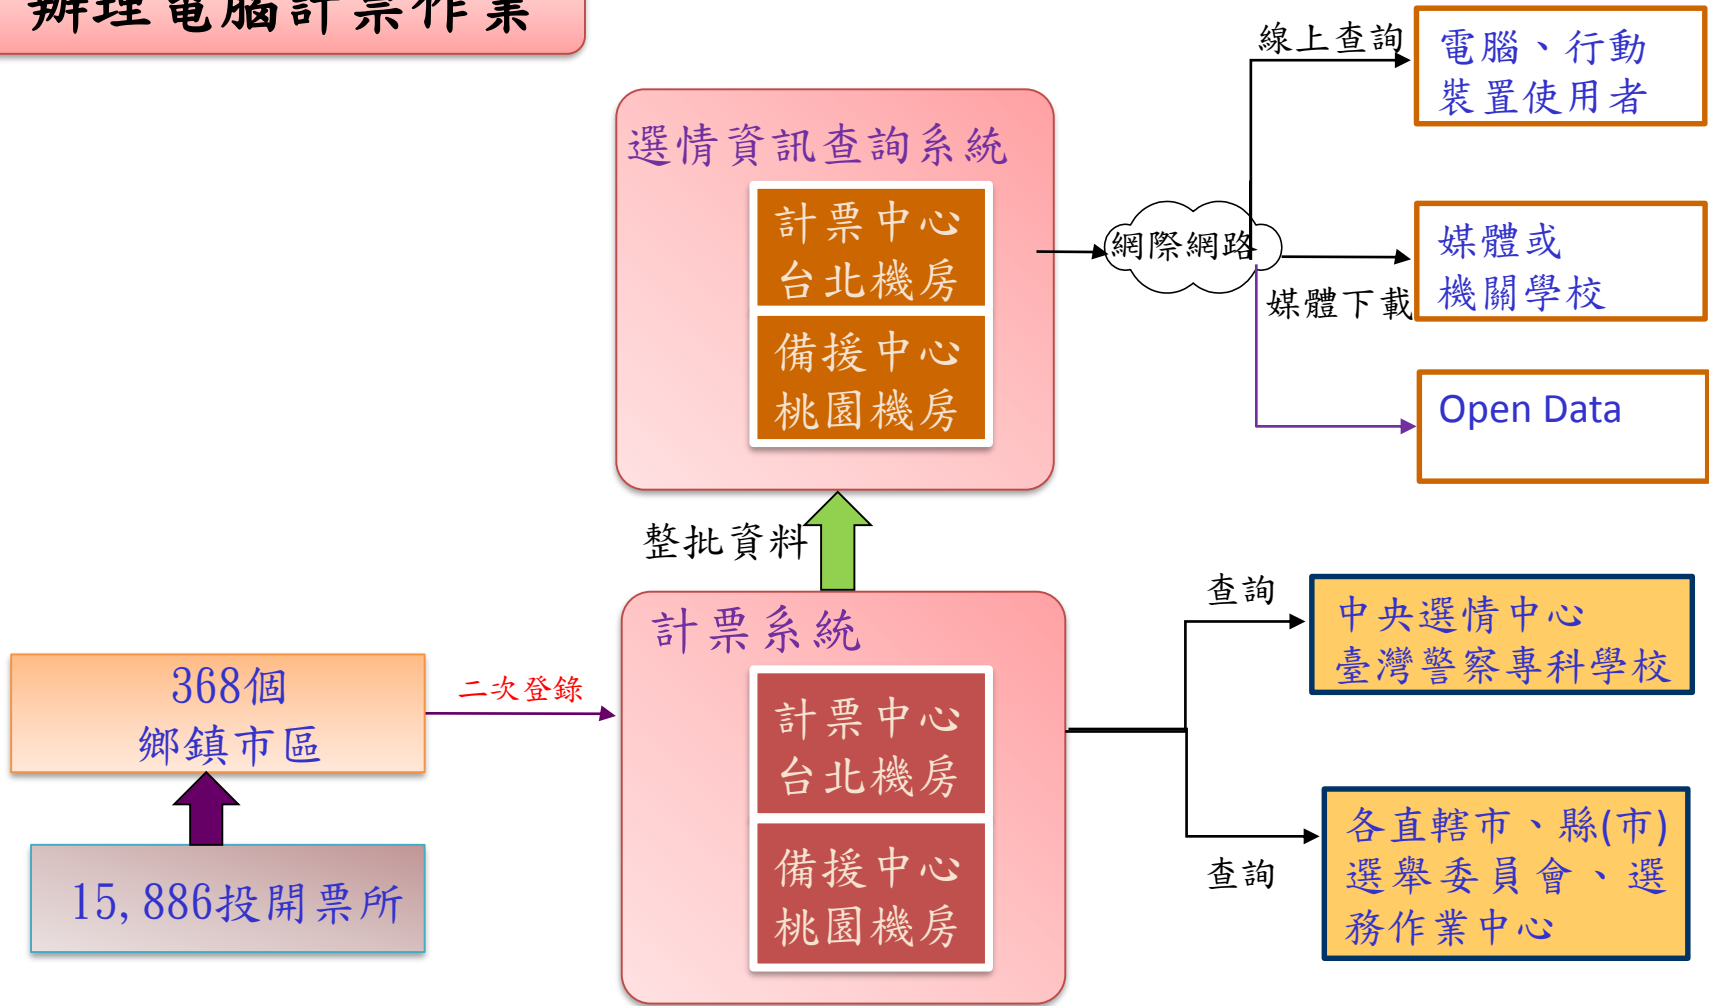 辦理電腦計票作業
線上查詢
電腦、行動
裝置使用者
選情資訊查詢系統
計票中心
台北機房
備援中心
桃園機房
網際網路
媒體或
機關學校
媒體下載
Open Data
整批資料
計票系統
計票中心
台北機房
備援中心
桃園機房
368個
鄉鎮市區
二次登錄
15,886投開票所
查詢
中央選情中心
臺灣警察專科學校
查詢
各直轄市、縣(市)
選舉委員會、選
務作業中心